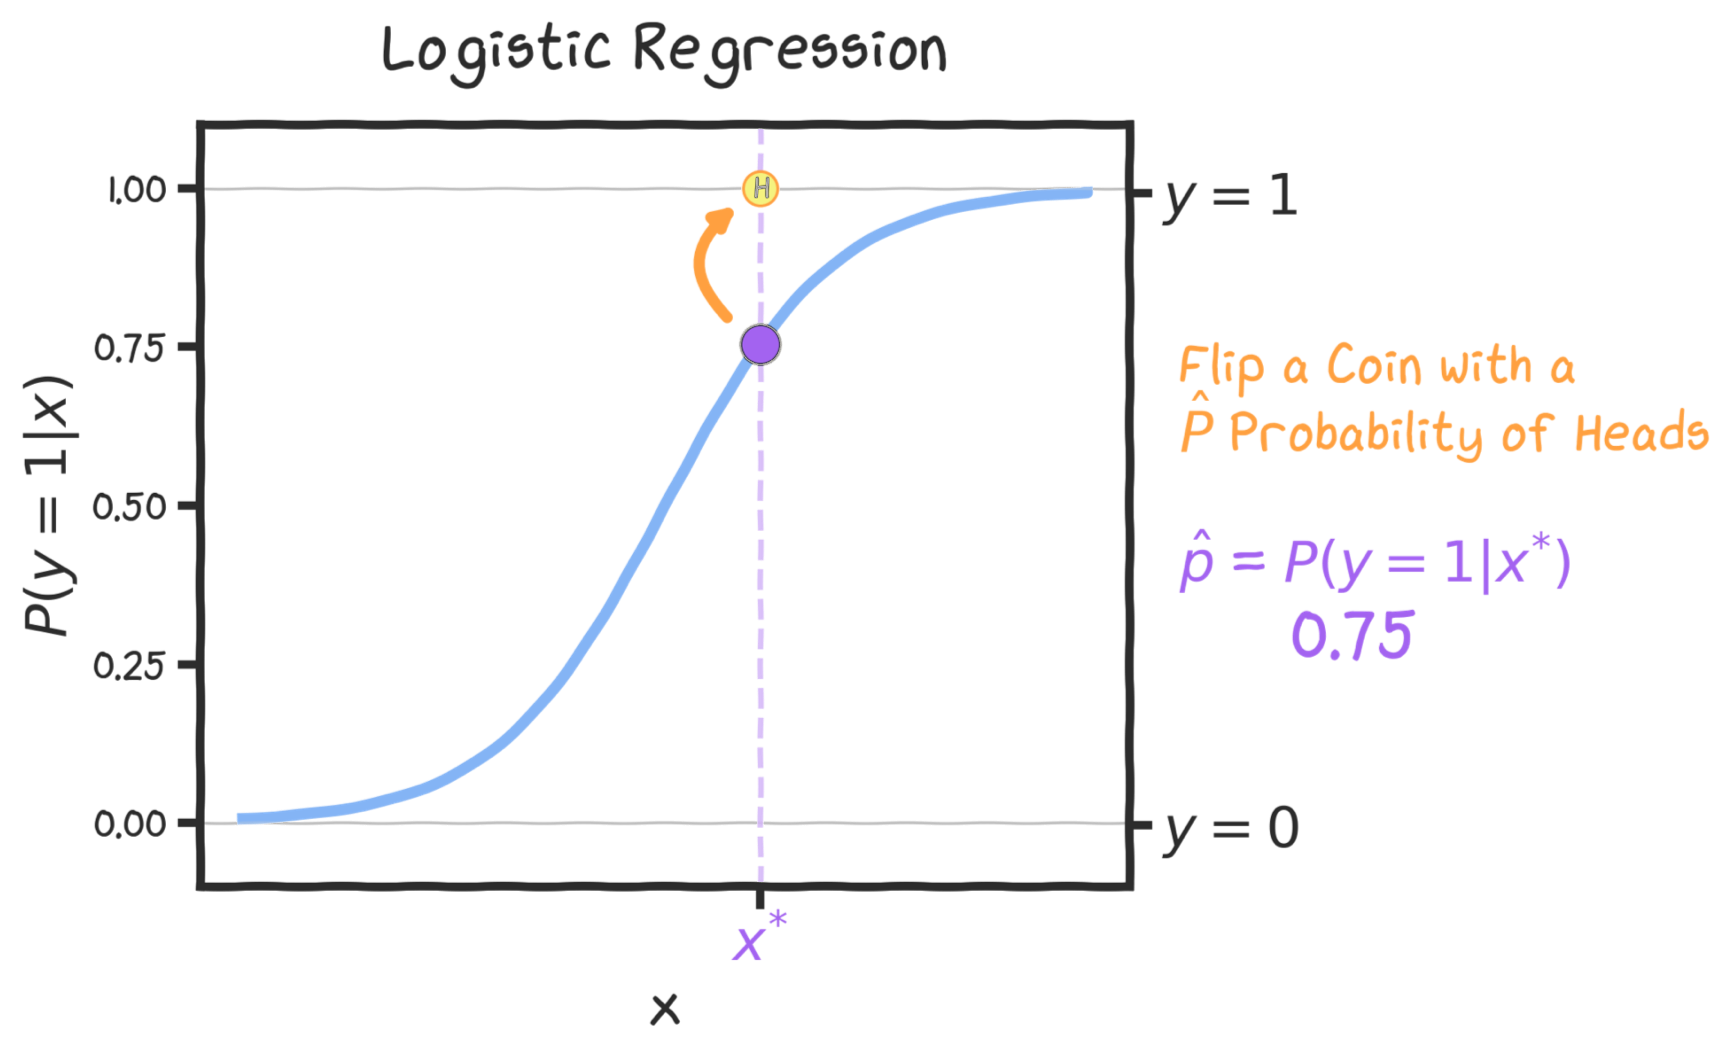 Logistic Regression
1.00
0.75
0.50
0.25
0.00
P(y = 1|x)
H
y = 1
y = 0
Flip a Coin with a
P̂ Probability of Heads
p̂ = P(y = 1|x*)
0.75
x*
x